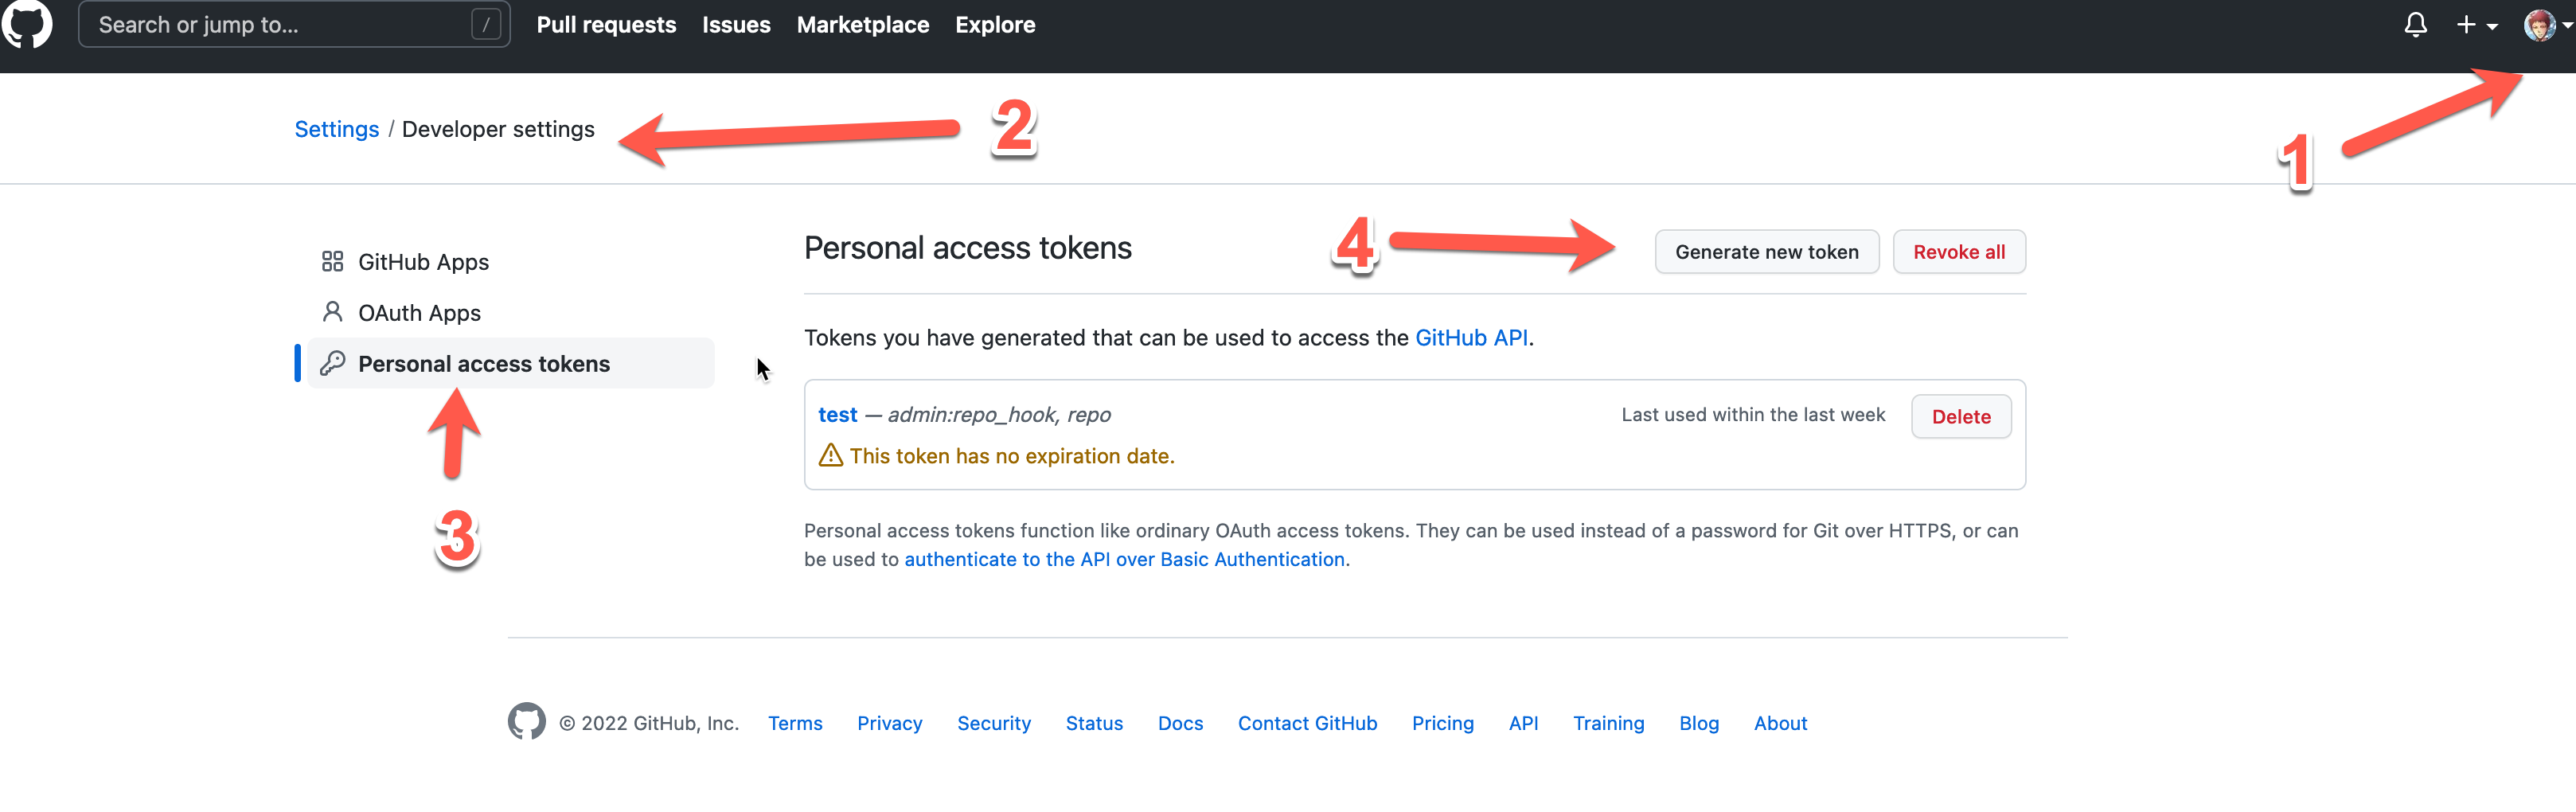 Search or jump to... /
Pull requests Issues Marketplace Explore
Settings / Developer settings
2
1
GitHub Apps
OAuth Apps
Personal access tokens
3
Personal access tokens
4
Generate new token
Revoke all
Tokens you have generated that can be used to access the GitHub API.
test — admin:repo_hook, repo
Last used within the last week
Delete
This token has no expiration date.
Personal access tokens function like ordinary OAuth access tokens. They can be used instead of a password for Git over HTTPS, or can
be used to authenticate to the API over Basic Authentication.
© 2022 GitHub, Inc. Terms Privacy Security Status Docs Contact GitHub Pricing API Training Blog About